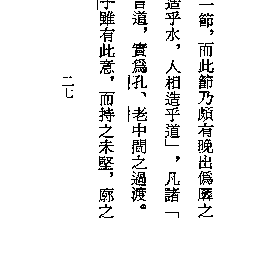 一節，而此節乃頗有晚出僞羼之
造乎水，人相造乎道」，凡諸「
言道，實爲孔、老中間之過渡。
子雖有此意，而持之未堅，廓之
二七